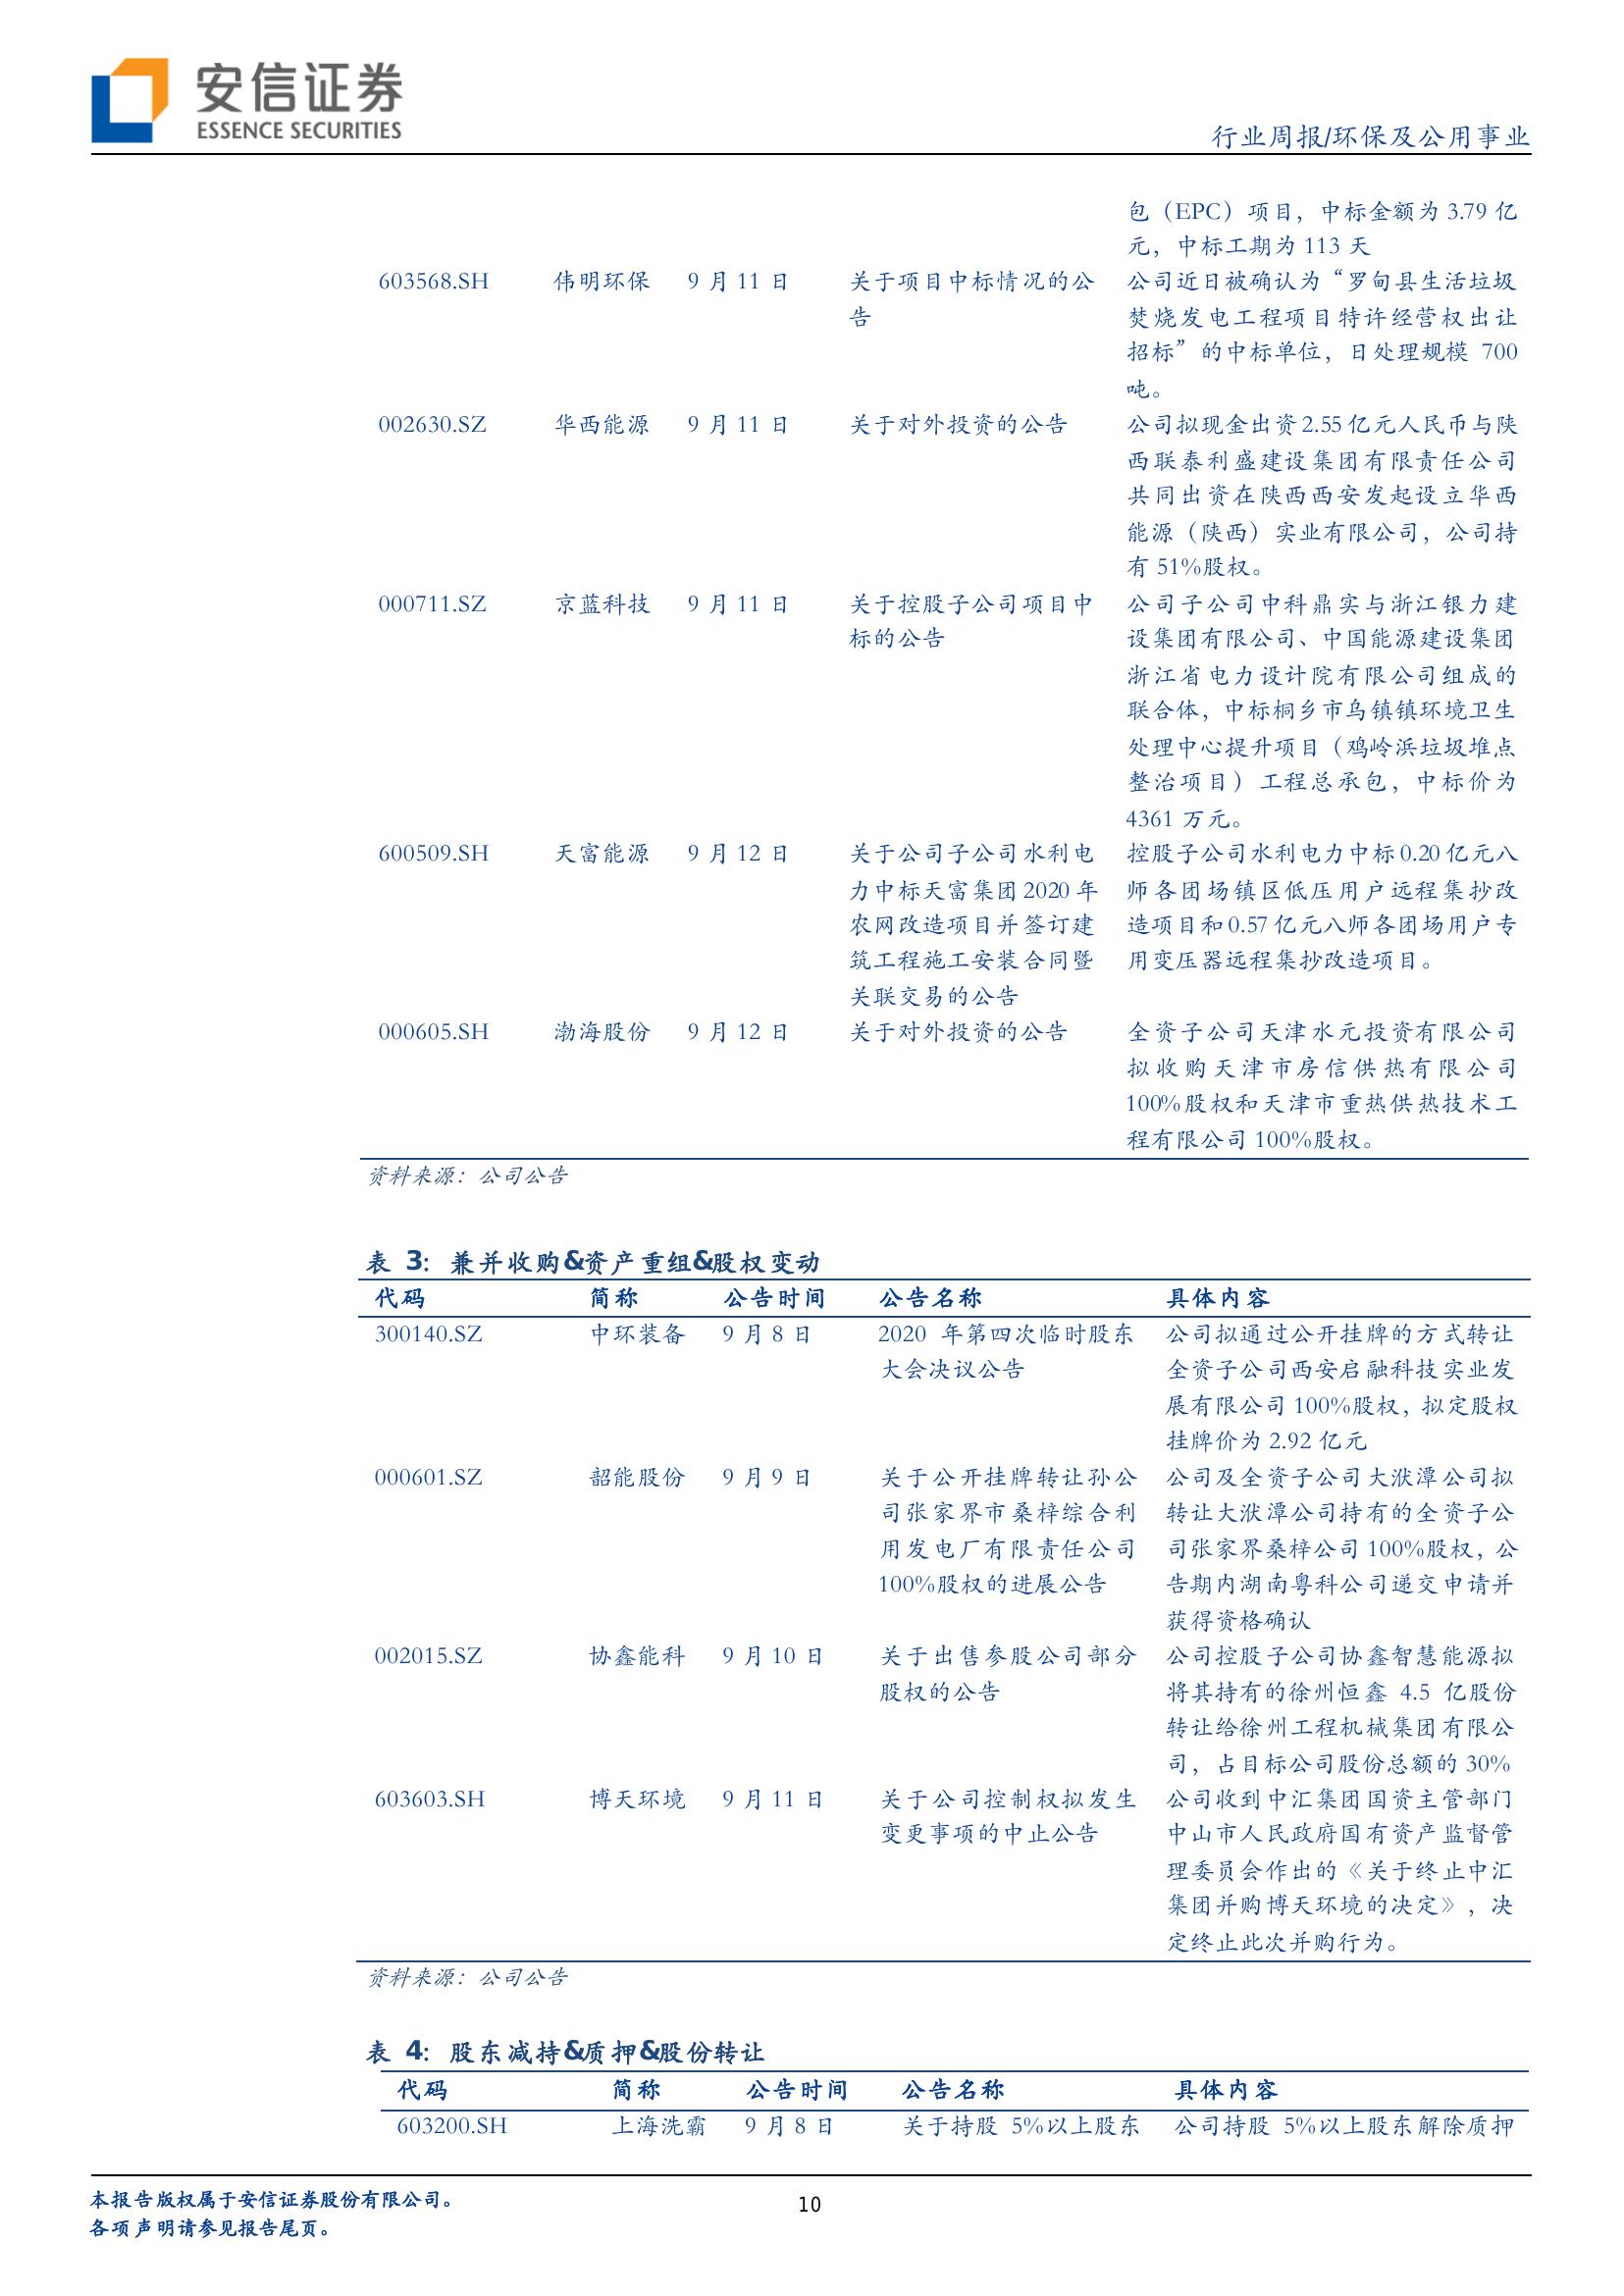 安信证券
ESSENCE SECURITIES
行业周报/环保及公用事业
包（EPC）项目，中标金额为 3.79 亿
元，中标工期为 113 天
603568.SH 伟明环保 9 月 11 日 关于项目中标情况的公 公司近日被确认为“罗甸县生活垃圾
告 焚烧发电工程项目特许经营权出让
招标”的中标单位，日处理规模 700
吨。
002630.SZ 华西能源 9 月 11 日 关于对外投资的公告 公司拟现金出资 2.55 亿元人民币与陕
西联泰利盛建设集团有限责任公司
共同出资在陕西西安发起设立华西
能源（陕西）实业有限公司，公司持
有 51%股权。
000711.SZ 京蓝科技 9 月 11 日 关于控股子公司项目中 公司子公司中科鼎实与浙江银力建
标的公告 设集团有限公司、中国能源建设集团
浙江省电力设计院有限公司组成的
联合体，中标桐乡市乌镇镇环境卫生
处理中心提升项目（鸡岭浜垃圾堆点
整治项目）工程总承包，中标价为
4361 万元。
600509.SH 天富能源 9 月 12 日 关于公司子公司水利电 控股子公司水利电力中标 0.20 亿元八
力中标天富集团 2020 年 师各团场镇区低压用户远程集抄改
农网改造项目并签订建 造项目和 0.57 亿元八师各团场用户专
筑工程施工安装合同暨 用变压器远程集抄改造项目。
关联交易的公告
000605.SH 渤海股份 9 月 12 日 关于对外投资的公告 全资子公司天津水元投资有限公司
拟收购天津市房信供热有限公司
100%股权和天津市重热供热技术工
程有限公司 100%股权。
资料来源：公司公告
表 3：兼并收购&资产重组&股权变动
代码 简称 公告时间 公告名称 具体内容
300140.SZ 中环装备 9 月 8 日 2020 年第四次临时股东 公司拟通过公开挂牌的方式转让
大会决议公告 全资子公司西安启融科技实业发
展有限公司 100%股权，拟定股权
挂牌价为 2.92 亿元
000601.SZ 韶能股份 9 月 9 日 关于公开挂牌转让孙公 公司及全资子公司大洑潭公司拟
司张家界市桑梓综合利 转让大洑潭公司持有的全资子公
用发电厂有限责任公司 司张家界桑梓公司 100%股权，公
100%股权的进展公告 告期内湖南粤科公司递交申请并
获得资格确认
002015.SZ 协鑫能科 9 月 10 日 关于出售参股公司部分 公司控股子公司协鑫智慧能源拟
股权的公告 将其持有的徐州恒鑫 4.5 亿股份
转让给徐州工程机械集团有限公
司，占目标公司股份总额的 30%
603603.SH 博天环境 9 月 11 日 关于公司控制权拟发生 公司收到中汇集团国资主管部门
变更事项的中止公告 中山市人民政府国有资产监督管
理委员会作出的《关于终止中汇
集团并购博天环境的决定》，决
定终止此次并购行为。
资料来源：公司公告
表 4：股东减持&质押&股份转让
代码 简称 公告时间 公告名称 具体内容
603200.SH 上海洗霸 9 月 8 日 关于持股 5%以上股东 公司持股 5%以上股东解除质押
本报告版权属于安信证券股份有限公司。
各项声明请参见报告尾页。
10